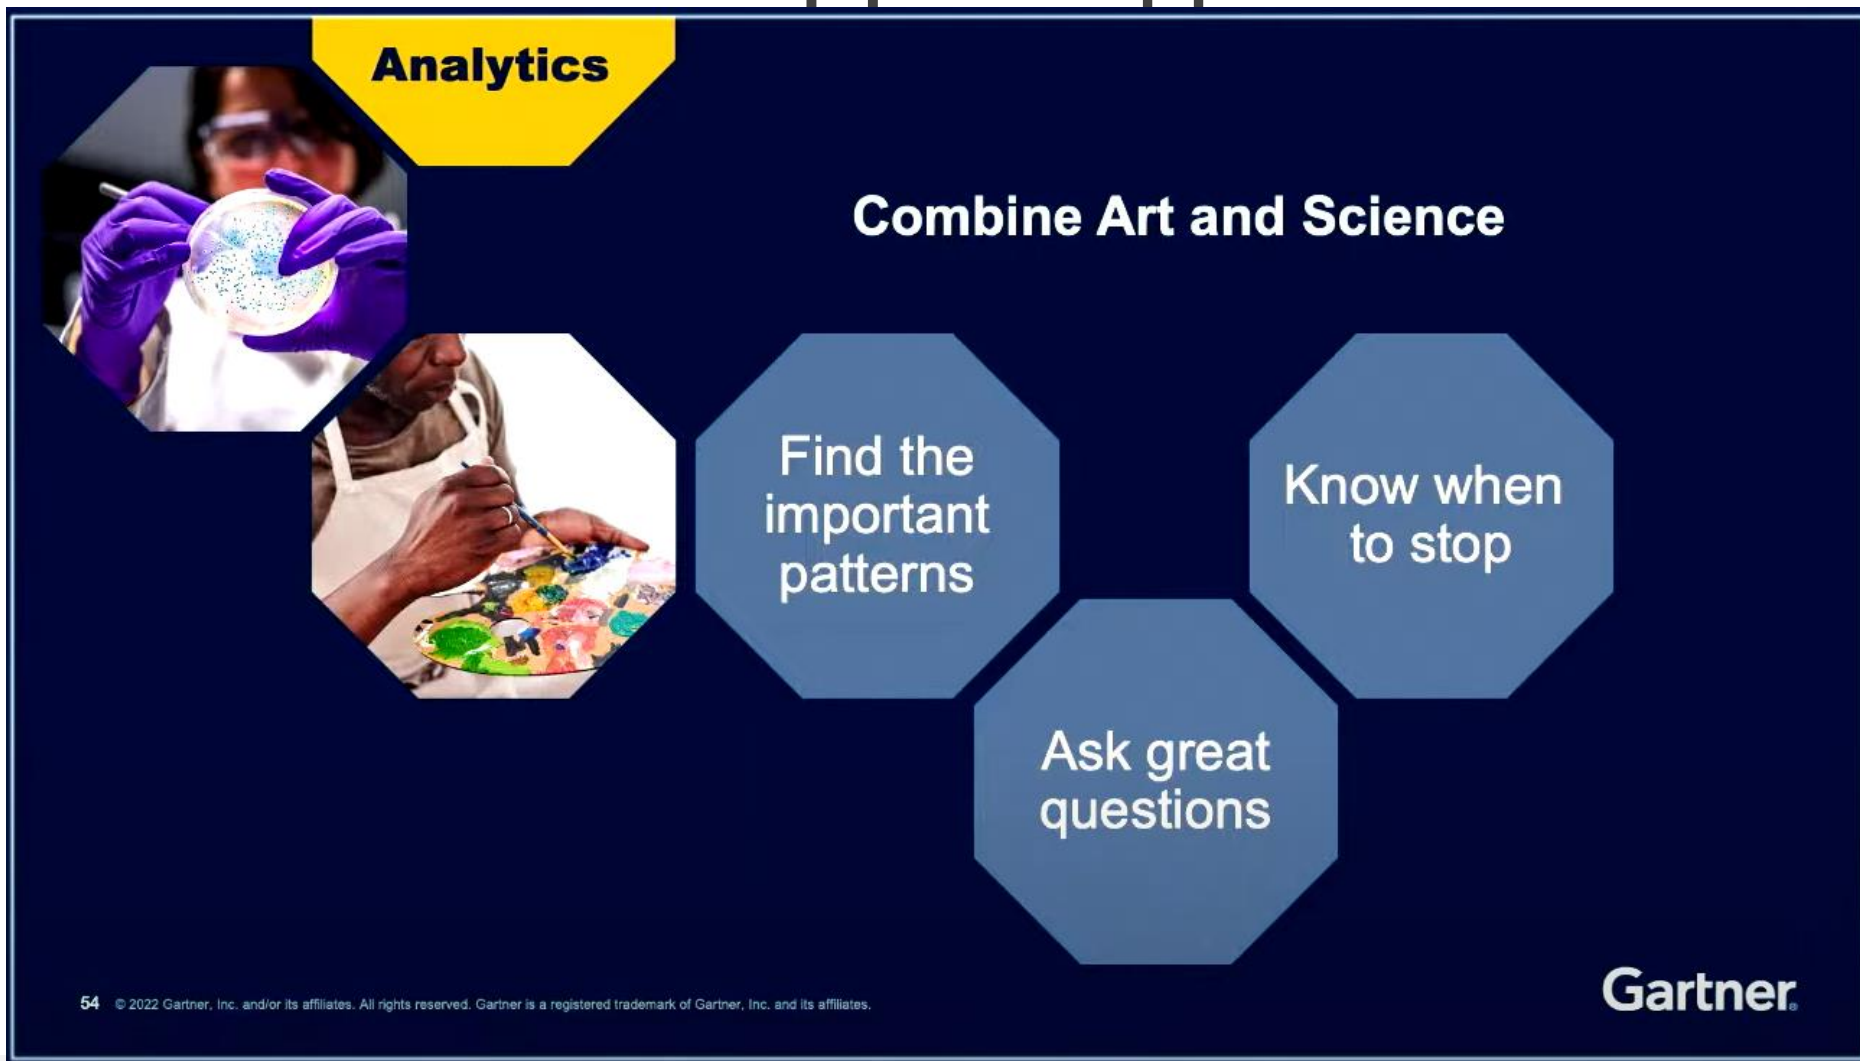 Analytics
Combine Art and Science
Find the
important
patterns
Know when
to stop
Ask great
questions
54 © 2022 Gartner, Inc. and/or its affiliates. All rights reserved. Gartner is a registered trademark of Gartner, Inc. and its affiliates.
Gartner®